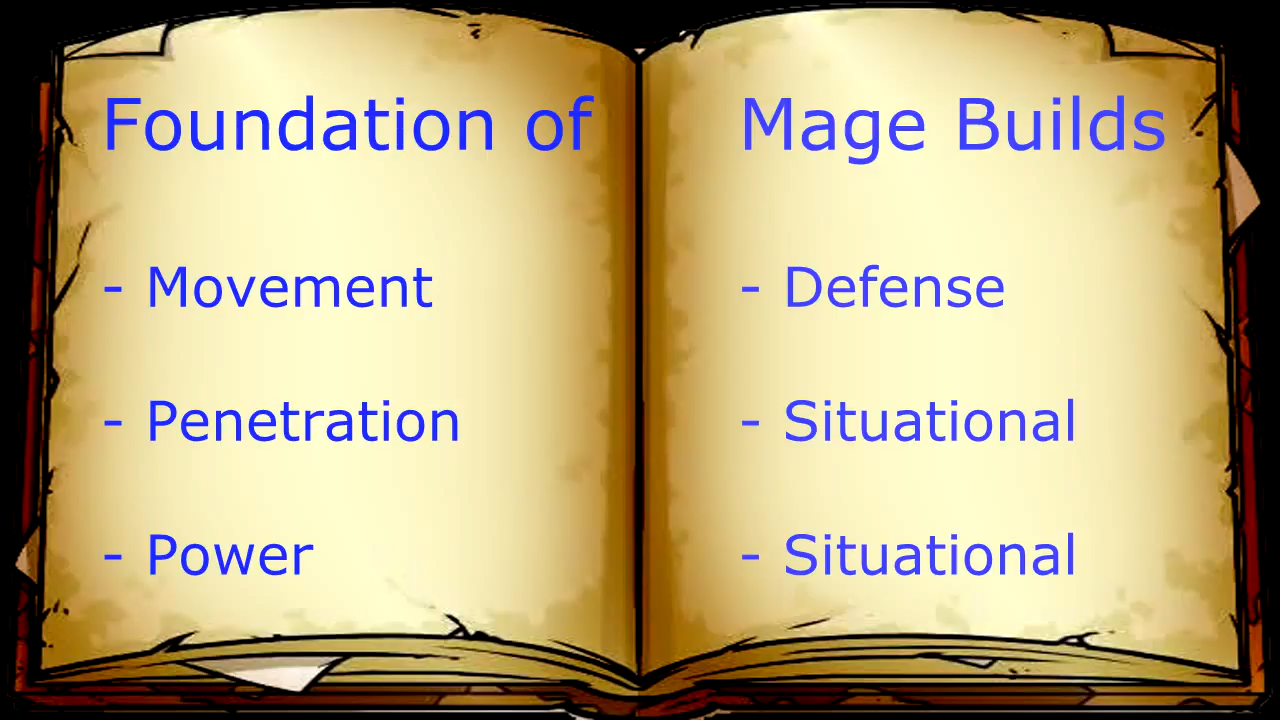 Foundation of
- Movement
- Penetration
- Power
Mage Builds
- Defense
- Situational
- Situational